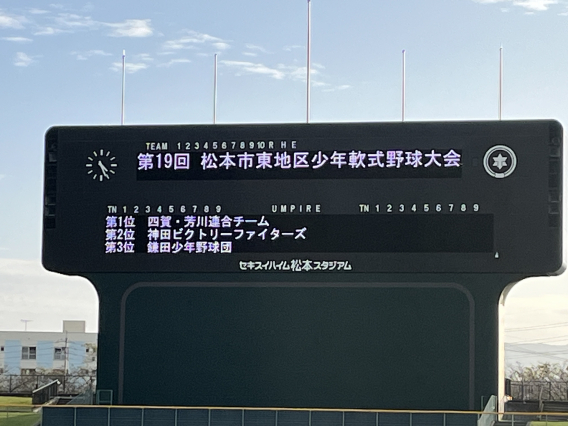 TEAM 1 2 3 4 5 6 7 8 9 10 R H E
第19回 松本市東地区少年軟式野球大会
TN 1 2 3 4 5 6 7 8 9 UMPIRE TN 1 2 3 4 5 6 7 8 9
第1位 四賀・芳川連合チーム
第2位 神田ビクトリーファイターズ
第3位 鎌田少年野球団
セキスイハイム松本スタジアム